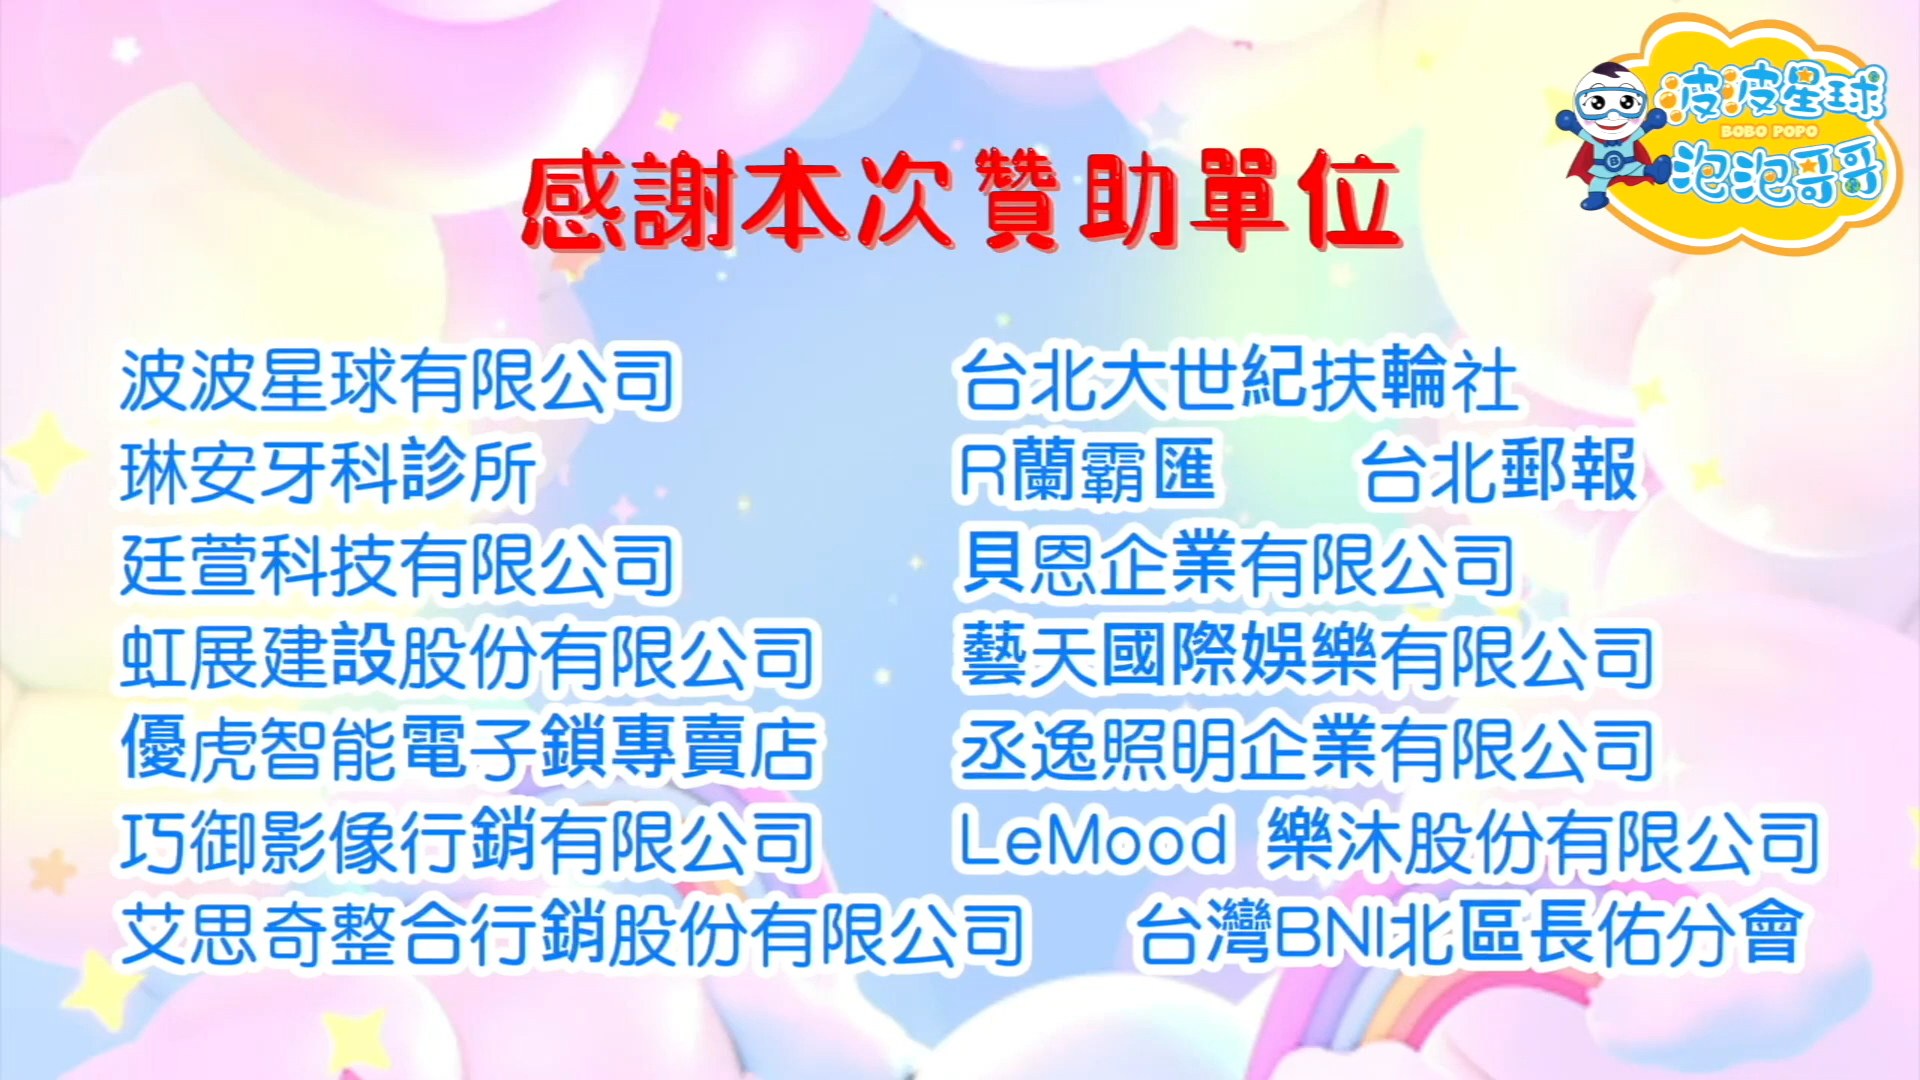 波波星球
BOBO POPO
泡泡哥哥
感謝本次贊助單位
波波星球有限公司
台北大世紀扶輪社
琳安牙科診所
R蘭霸匯 台北郵報
廷萱科技有限公司
貝恩企業有限公司
虹展建設股份有限公司
藝天國際娛樂有限公司
優虎智能電子鎖專賣店
丞逸照明企業有限公司
巧御影像行銷有限公司
LeMood 樂沐股份有限公司
艾思奇整合行銷股份有限公司
台灣BNI北區長佑分會